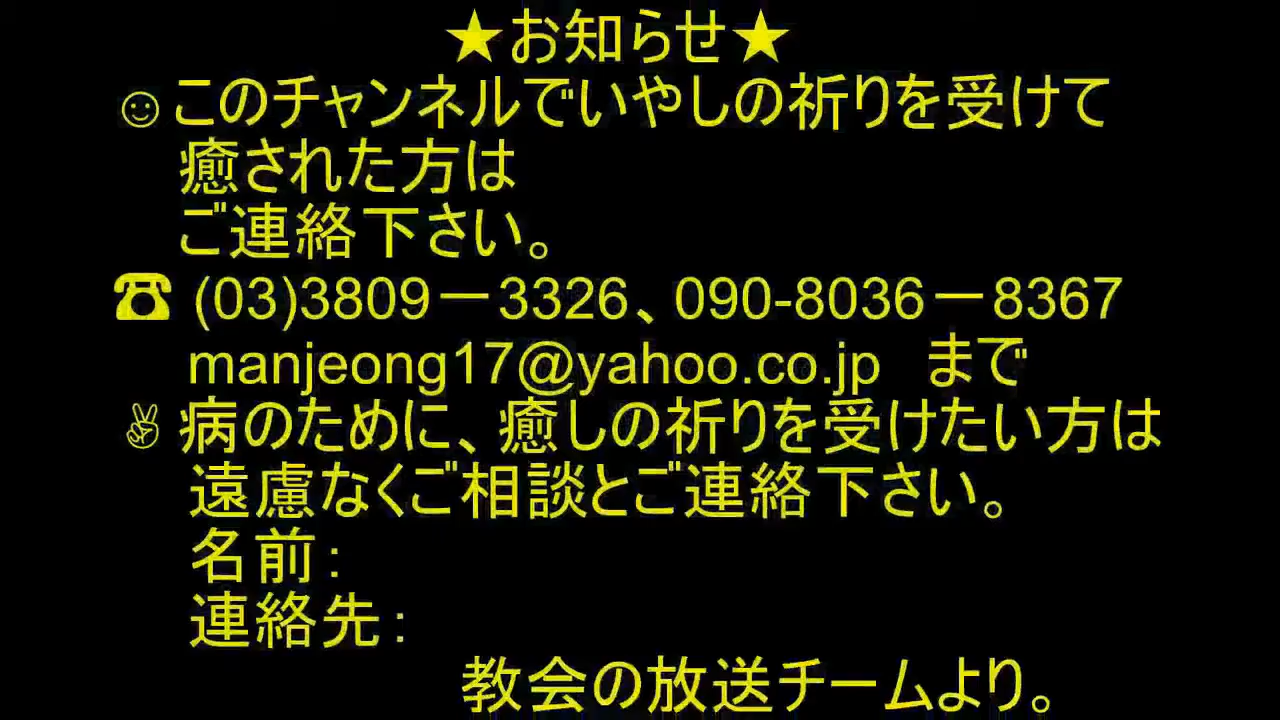 ★お知らせ★
☺このチャンネルでいやしの祈りを受けて
癒された方は
ご連絡下さい。
☎ (03)3809－3326、090-8036－8367
manjeong17@yahoo.co.jp まで
✌病のために、癒しの祈りを受けたい方は
遠慮なくご相談とご連絡下さい。
名前：
連絡先：
教会の放送チームより。